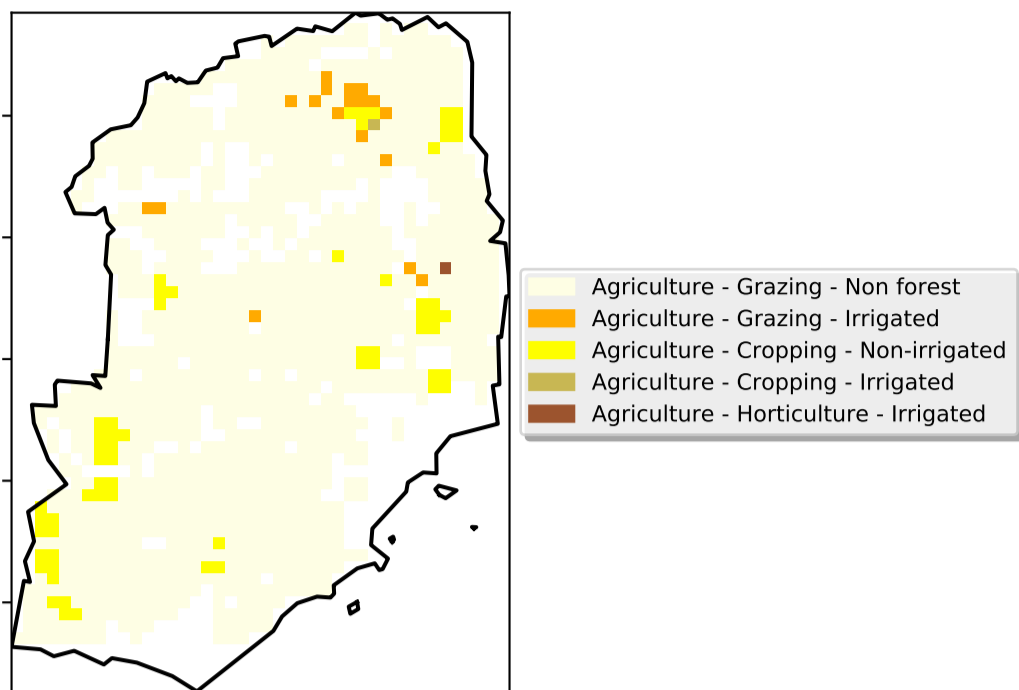 Agriculture - Grazing - Non forest
Agriculture - Grazing - Irrigated
Agriculture - Cropping - Non-irrigated
Agriculture - Cropping - Irrigated
Agriculture - Horticulture - Irrigated